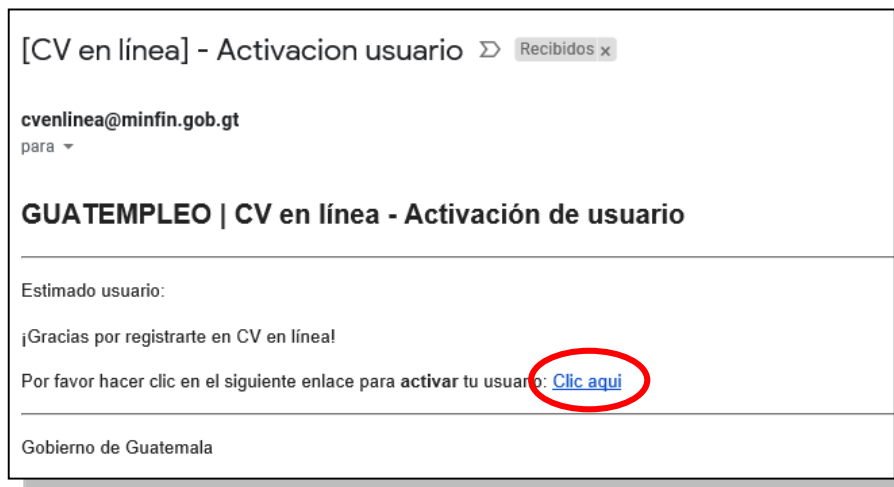 [CV en línea] - Activacion usuario Recibidos x
cvenlinea@minfin.gob.gt
para
GUATEMPLEO | CV en línea - Activación de usuario
Estimado usuario:
¡Gracias por registrarte en CV en línea!
Por favor hacer clic en el siguiente enlace para activar tu usuario: Clic aqui
Gobierno de Guatemala